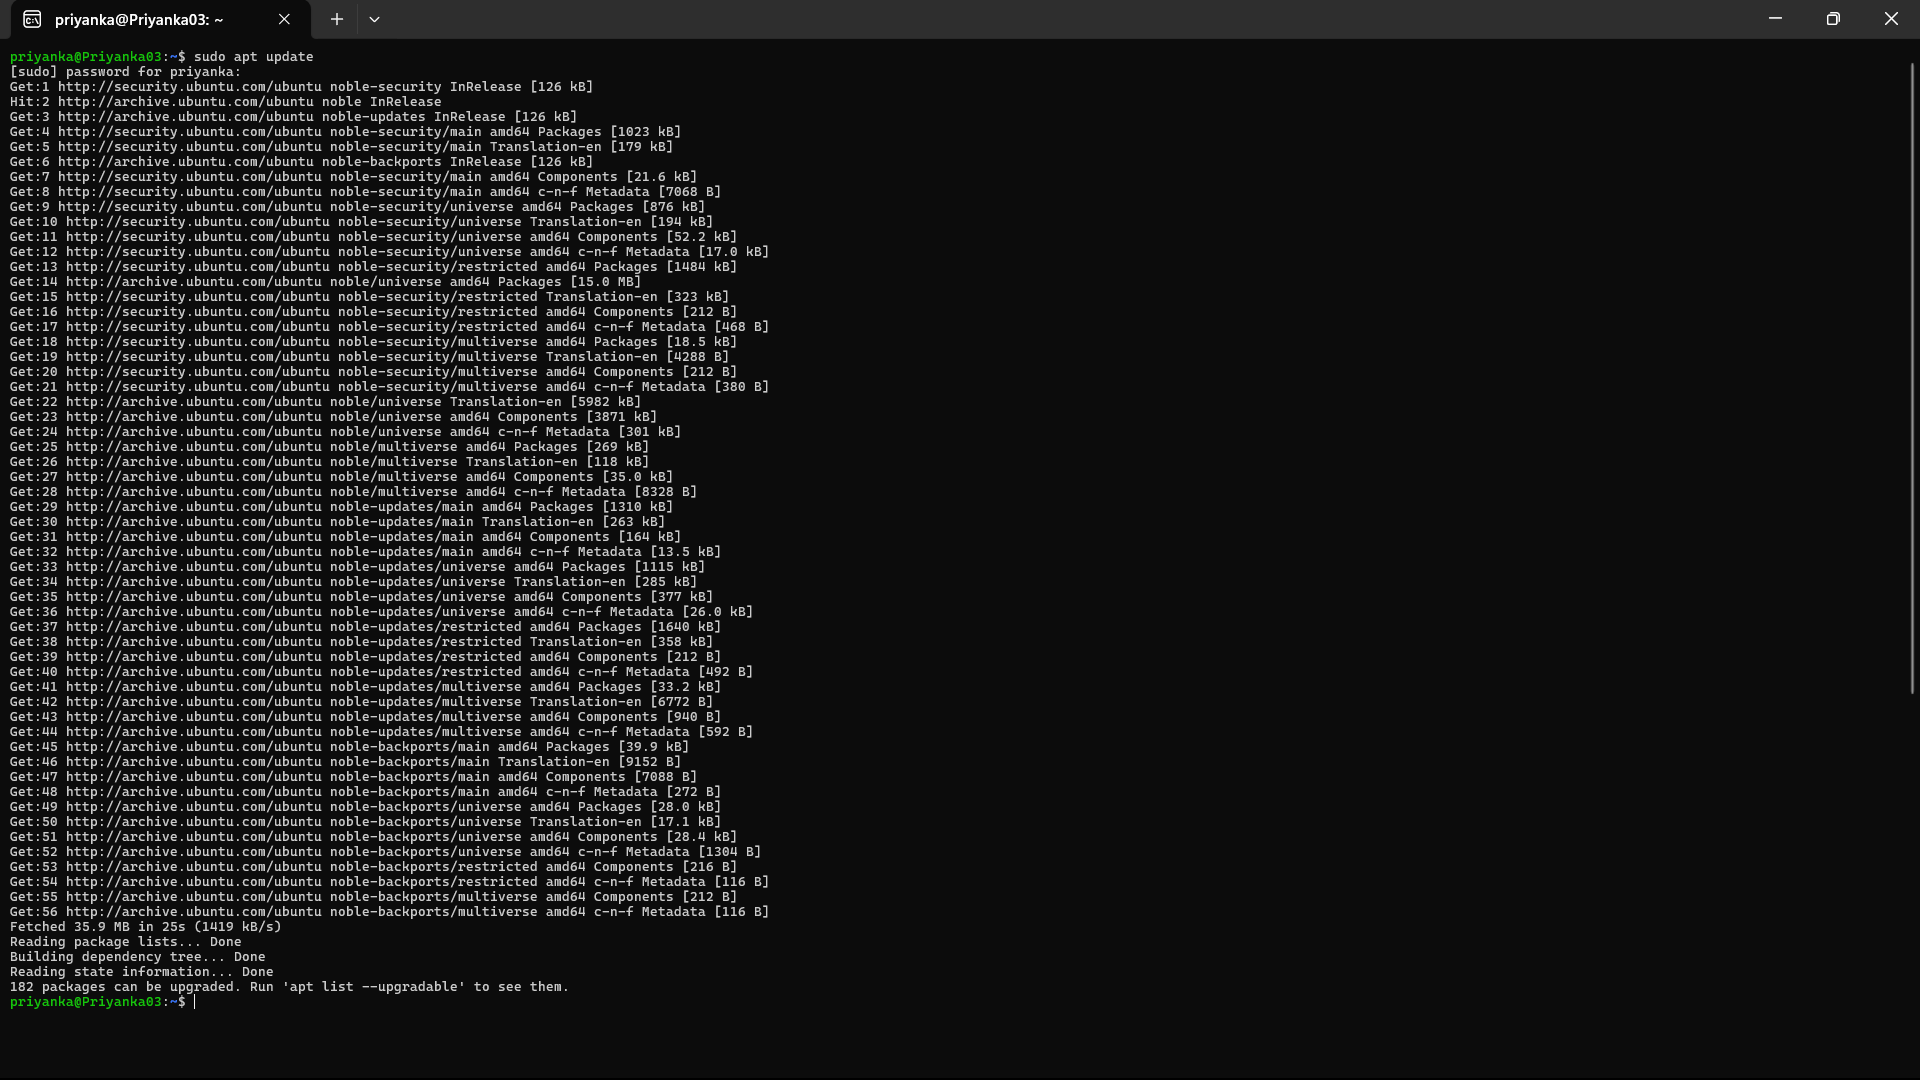 priyanka@Priyanka03: ~
priyanka@Priyanka03:~$ sudo apt update
[sudo] password for priyanka:
Get:1 http://security.ubuntu.com/ubuntu noble-security InRelease [126 kB]
Hit:2 http://archive.ubuntu.com/ubuntu noble InRelease
Get:3 http://archive.ubuntu.com/ubuntu noble-updates InRelease [126 kB]
Get:4 http://security.ubuntu.com/ubuntu noble-security/main amd64 Packages [1023 kB]
Get:5 http://security.ubuntu.com/ubuntu noble-security/main Translation-en [179 kB]
Get:6 http://archive.ubuntu.com/ubuntu noble-backports InRelease [126 kB]
Get:7 http://security.ubuntu.com/ubuntu noble-security/main amd64 Components [21.6 kB]
Get:8 http://security.ubuntu.com/ubuntu noble-security/main amd64 c-n-f Metadata [7068 B]
Get:9 http://security.ubuntu.com/ubuntu noble-security/universe amd64 Packages [876 kB]
Get:10 http://security.ubuntu.com/ubuntu noble-security/universe Translation-en [194 kB]
Get:11 http://security.ubuntu.com/ubuntu noble-security/universe amd64 Components [52.2 kB]
Get:12 http://security.ubuntu.com/ubuntu noble-security/universe amd64 c-n-f Metadata [17.0 kB]
Get:13 http://security.ubuntu.com/ubuntu noble-security/restricted amd64 Packages [1484 kB]
Get:14 http://archive.ubuntu.com/ubuntu noble/universe amd64 Packages [15.0 MB]
Get:15 http://security.ubuntu.com/ubuntu noble-security/restricted Translation-en [323 kB]
Get:16 http://security.ubuntu.com/ubuntu noble-security/restricted amd64 Components [212 B]
Get:17 http://security.ubuntu.com/ubuntu noble-security/restricted amd64 c-n-f Metadata [468 B]
Get:18 http://security.ubuntu.com/ubuntu noble-security/multiverse amd64 Packages [18.5 kB]
Get:19 http://security.ubuntu.com/ubuntu noble-security/multiverse Translation-en [4288 B]
Get:20 http://security.ubuntu.com/ubuntu noble-security/multiverse amd64 Components [212 B]
Get:21 http://security.ubuntu.com/ubuntu noble-security/multiverse amd64 c-n-f Metadata [380 B]
Get:22 http://archive.ubuntu.com/ubuntu noble/universe Translation-en [5982 kB]
Get:23 http://archive.ubuntu.com/ubuntu noble/universe amd64 Components [3871 kB]
Get:24 http://archive.ubuntu.com/ubuntu noble/universe amd64 c-n-f Metadata [301 kB]
Get:25 http://archive.ubuntu.com/ubuntu noble/multiverse amd64 Packages [269 kB]
Get:26 http://archive.ubuntu.com/ubuntu noble/multiverse Translation-en [118 kB]
Get:27 http://archive.ubuntu.com/ubuntu noble/multiverse amd64 Components [35.0 kB]
Get:28 http://archive.ubuntu.com/ubuntu noble/multiverse amd64 c-n-f Metadata [8328 B]
Get:29 http://archive.ubuntu.com/ubuntu noble-updates/main amd64 Packages [1310 kB]
Get:30 http://archive.ubuntu.com/ubuntu noble-updates/main Translation-en [263 kB]
Get:31 http://archive.ubuntu.com/ubuntu noble-updates/main amd64 Components [164 kB]
Get:32 http://archive.ubuntu.com/ubuntu noble-updates/main amd64 c-n-f Metadata [13.5 kB]
Get:33 http://archive.ubuntu.com/ubuntu noble-updates/universe amd64 Packages [1115 kB]
Get:34 http://archive.ubuntu.com/ubuntu noble-updates/universe Translation-en [285 kB]
Get:35 http://archive.ubuntu.com/ubuntu noble-updates/universe amd64 Components [377 kB]
Get:36 http://archive.ubuntu.com/ubuntu noble-updates/universe amd64 c-n-f Metadata [26.0 kB]
Get:37 http://archive.ubuntu.com/ubuntu noble-updates/restricted amd64 Packages [1640 kB]
Get:38 http://archive.ubuntu.com/ubuntu noble-updates/restricted Translation-en [358 kB]
Get:39 http://archive.ubuntu.com/ubuntu noble-updates/restricted amd64 Components [212 B]
Get:40 http://archive.ubuntu.com/ubuntu noble-updates/restricted amd64 c-n-f Metadata [492 B]
Get:41 http://archive.ubuntu.com/ubuntu noble-updates/multiverse amd64 Packages [33.2 kB]
Get:42 http://archive.ubuntu.com/ubuntu noble-updates/multiverse Translation-en [6772 B]
Get:43 http://archive.ubuntu.com/ubuntu noble-updates/multiverse amd64 Components [940 B]
Get:44 http://archive.ubuntu.com/ubuntu noble-updates/multiverse amd64 c-n-f Metadata [592 B]
Get:45 http://archive.ubuntu.com/ubuntu noble-backports/main amd64 Packages [39.9 kB]
Get:46 http://archive.ubuntu.com/ubuntu noble-backports/main Translation-en [9152 B]
Get:47 http://archive.ubuntu.com/ubuntu noble-backports/main amd64 Components [7088 B]
Get:48 http://archive.ubuntu.com/ubuntu noble-backports/main amd64 c-n-f Metadata [272 B]
Get:49 http://archive.ubuntu.com/ubuntu noble-backports/universe amd64 Packages [28.0 kB]
Get:50 http://archive.ubuntu.com/ubuntu noble-backports/universe Translation-en [17.1 kB]
Get:51 http://archive.ubuntu.com/ubuntu noble-backports/universe amd64 Components [28.4 kB]
Get:52 http://archive.ubuntu.com/ubuntu noble-backports/universe amd64 c-n-f Metadata [1304 B]
Get:53 http://archive.ubuntu.com/ubuntu noble-backports/restricted amd64 Components [216 B]
Get:54 http://archive.ubuntu.com/ubuntu noble-backports/restricted amd64 c-n-f Metadata [116 B]
Get:55 http://archive.ubuntu.com/ubuntu noble-backports/multiverse amd64 Components [212 B]
Get:56 http://archive.ubuntu.com/ubuntu noble-backports/multiverse amd64 c-n-f Metadata [116 B]
Fetched 35.9 MB in 25s (1419 kB/s)
Reading package lists... Done
Building dependency tree... Done
Reading state information... Done
182 packages can be upgraded. Run 'apt list --upgradable' to see them.
priyanka@Priyanka03:~$